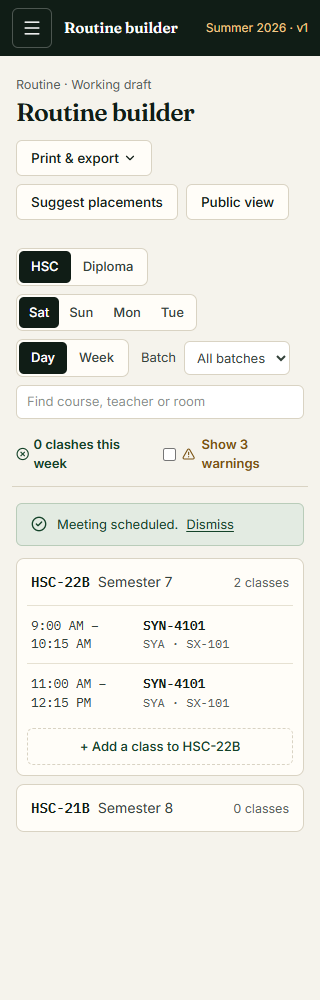 Routine builder
Summer 2026 · v1
Routine · Working draft
Routine builder
Print & export
Suggest placements
Public view
HSC
Diploma
Sat
Sun
Mon
Tue
Day
Week
Batch
All batches
Find course, teacher or room
0 clashes this
week
Show 3
warnings
Meeting scheduled. Dismiss
HSC-22B Semester 7
2 classes
9:00 AM –
10:15 AM
SYN-4101
SYA · SX-101
11:00 AM –
12:15 PM
SYN-4101
SYA · SX-101
+ Add a class to HSC-22B
HSC-21B Semester 8
0 classes